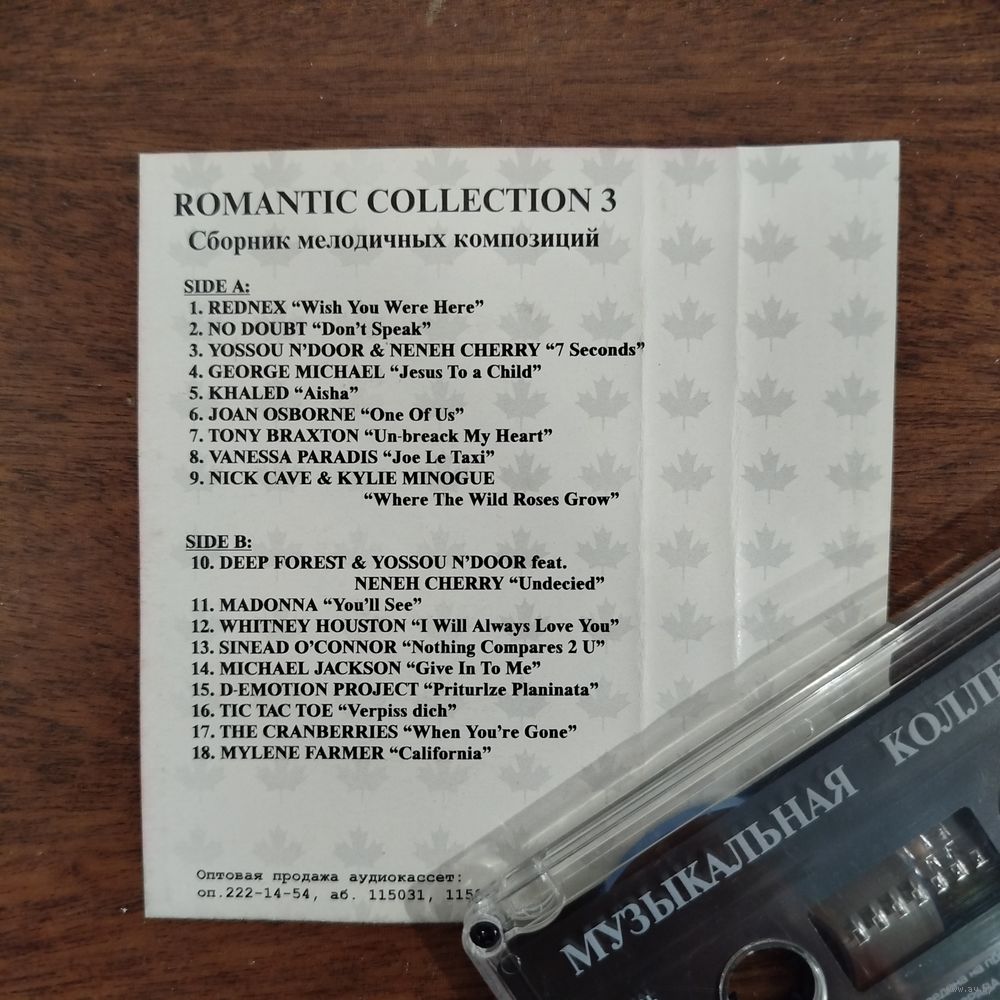 ROMANTIC COLLECTION 3
Сборник мелодичных композиций
SIDE A:
1. REDNEX “Wish You Were Here”
2. NO DOUBT “Don’t Speak”
3. YOSSOU N’DOOR & NENEH CHERRY “7 Seconds”
4. GEORGE MICHAEL “Jesus To a Child”
5. KHALED “Aisha”
6. JOAN OSBORNE “One Of Us”
7. TONY BRAXTON “Un-breack My Heart”
8. VANESSA PARADIS “Joe Le Taxi”
9. NICK CAVE & KYLIE MINOGUE
“Where The Wild Roses Grow”
SIDE B:
10. DEEP FOREST & YOSSOU N’DOOR feat.
NENEH CHERRY “Undecied”
11. MADONNA “You’ll See”
12. WHITNEY HOUSTON “I Will Always Love You”
13. SINEAD O’CONNOR “Nothing Compares 2 U”
14. MICHAEL JACKSON “Give In To Me”
15. D-EMOTION PROJECT “Priturlze Planinata”
16. TIC TAC TOE “Verpiss dich”
17. THE CRANBERRIES “When You’re Gone”
18. MYLENE FARMER “California”
Оптовая продажа аудиокассет:
оп.222-14-54, аб. 115031,
МУЗЫКАЛЬНАЯ